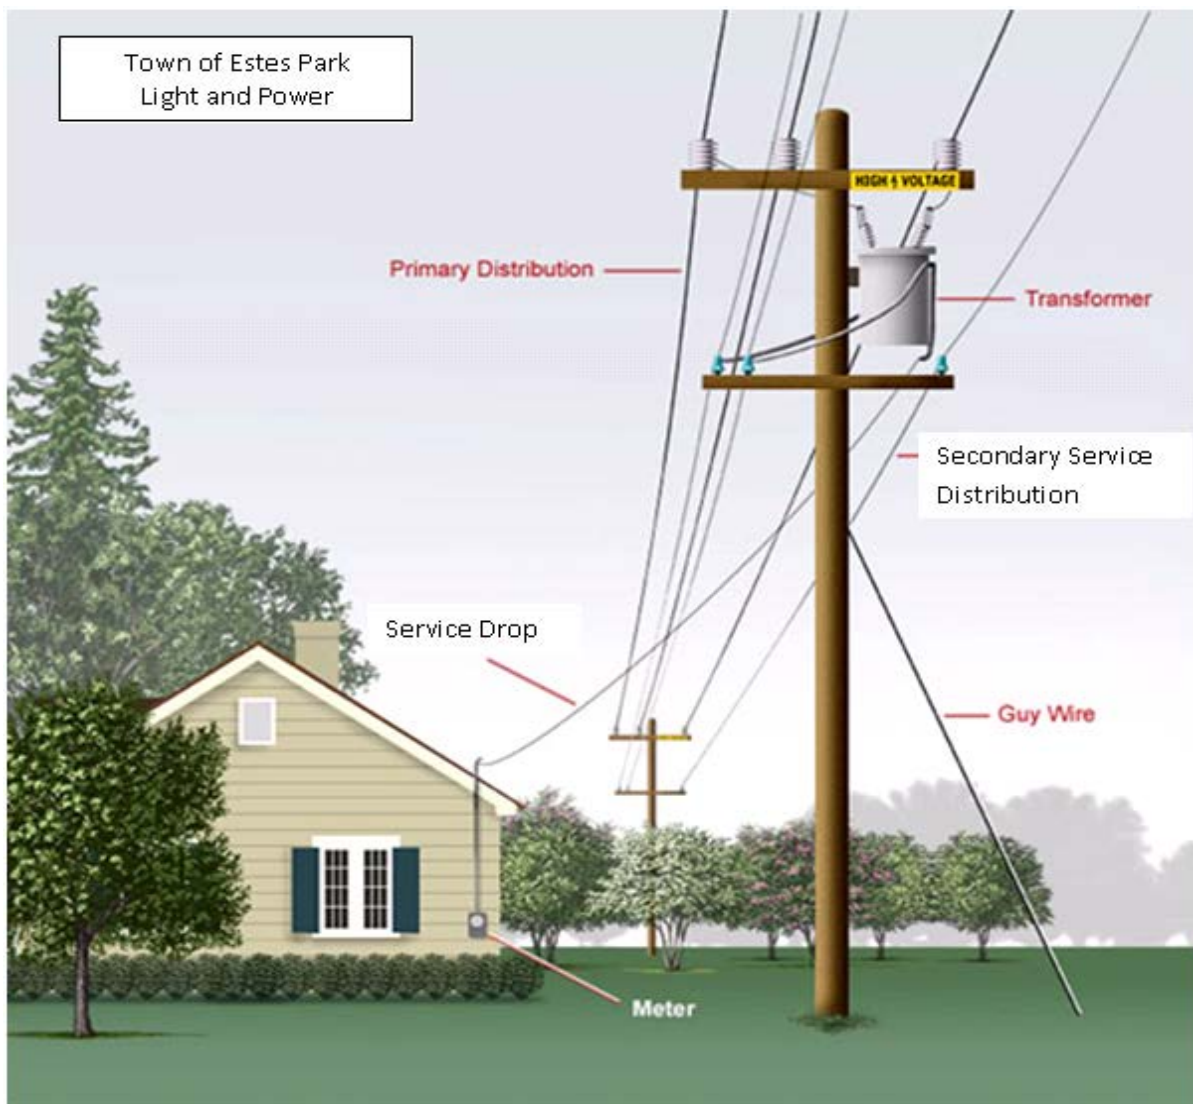 Town of Estes Park
Light and Power
HIGH VOLTAGE
Primary Distribution
Transformer
Secondary Service
Distribution
Service Drop
Guy Wire
Meter